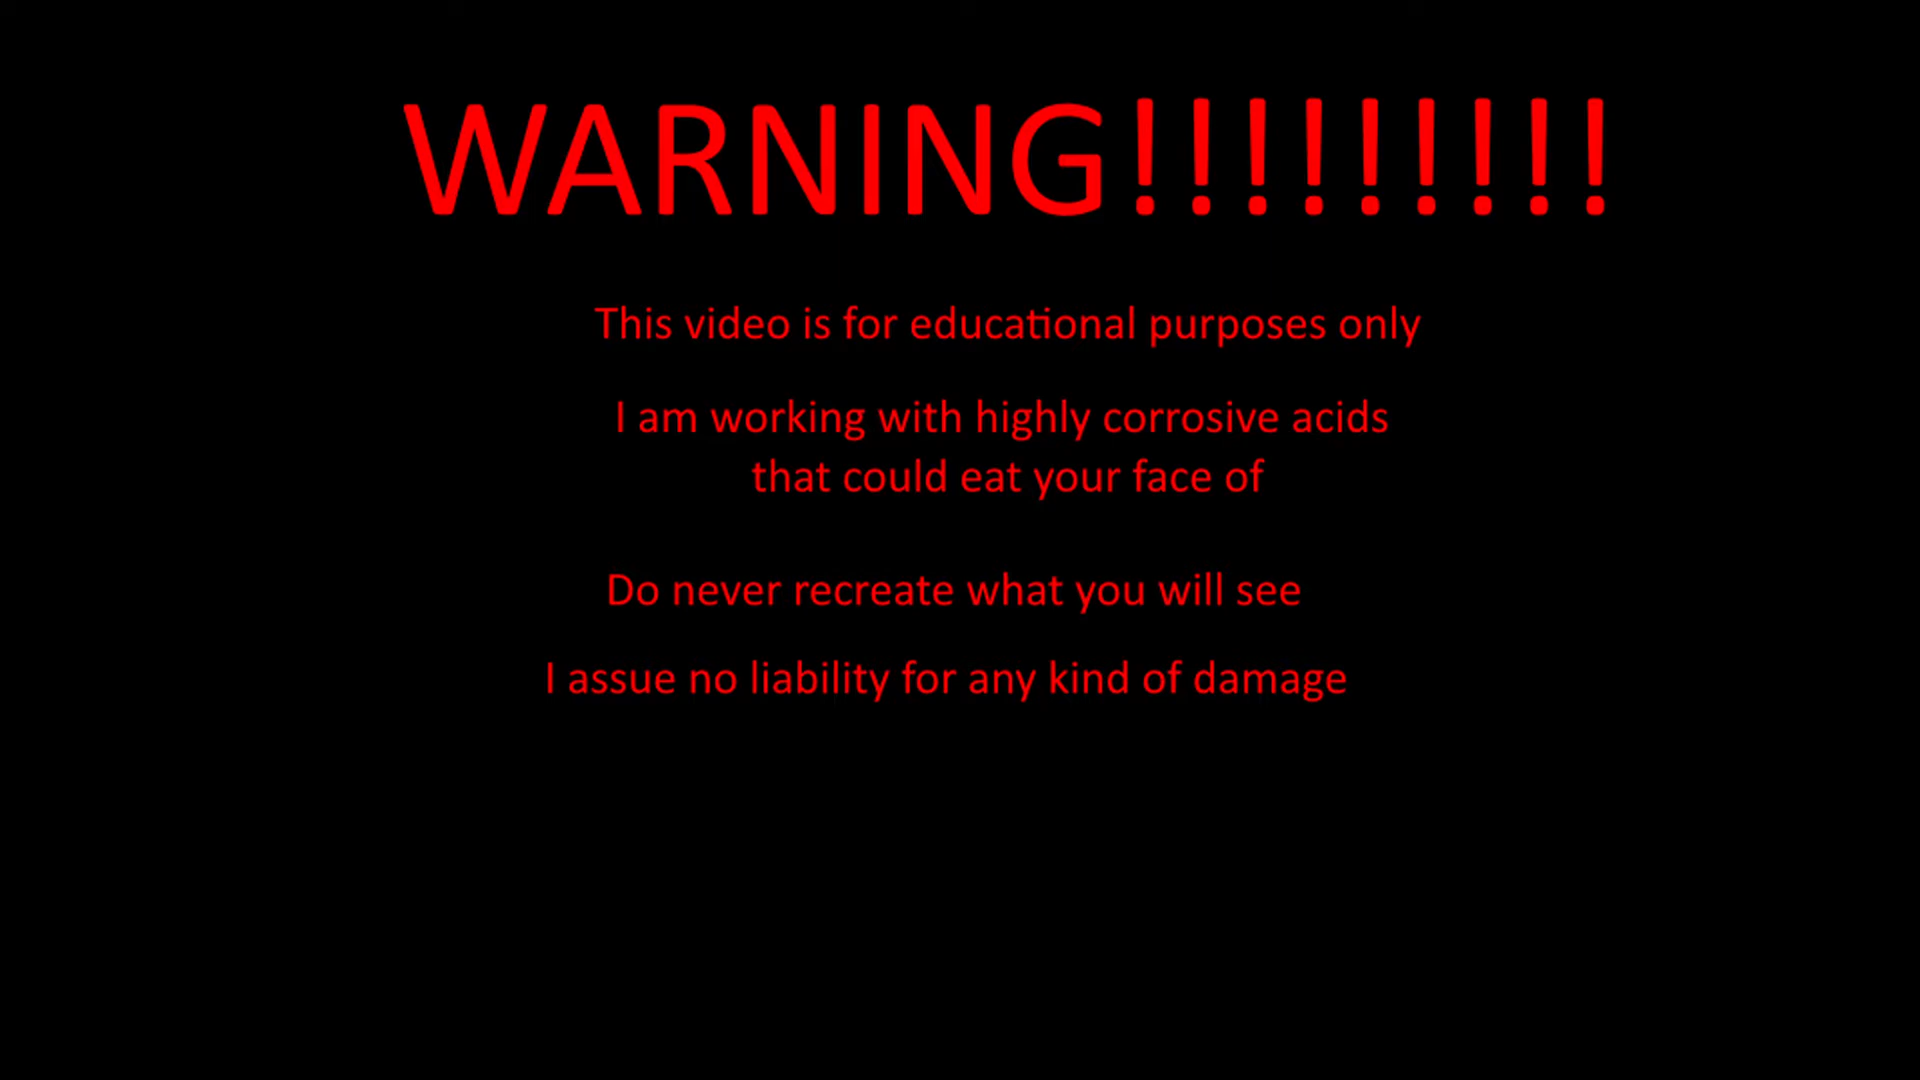 WARNING!!!!!!!!!
This video is for educational purposes only
I am working with highly corrosive acids
that could eat your face of
Do never recreate what you will see
I assue no liability for any kind of damage